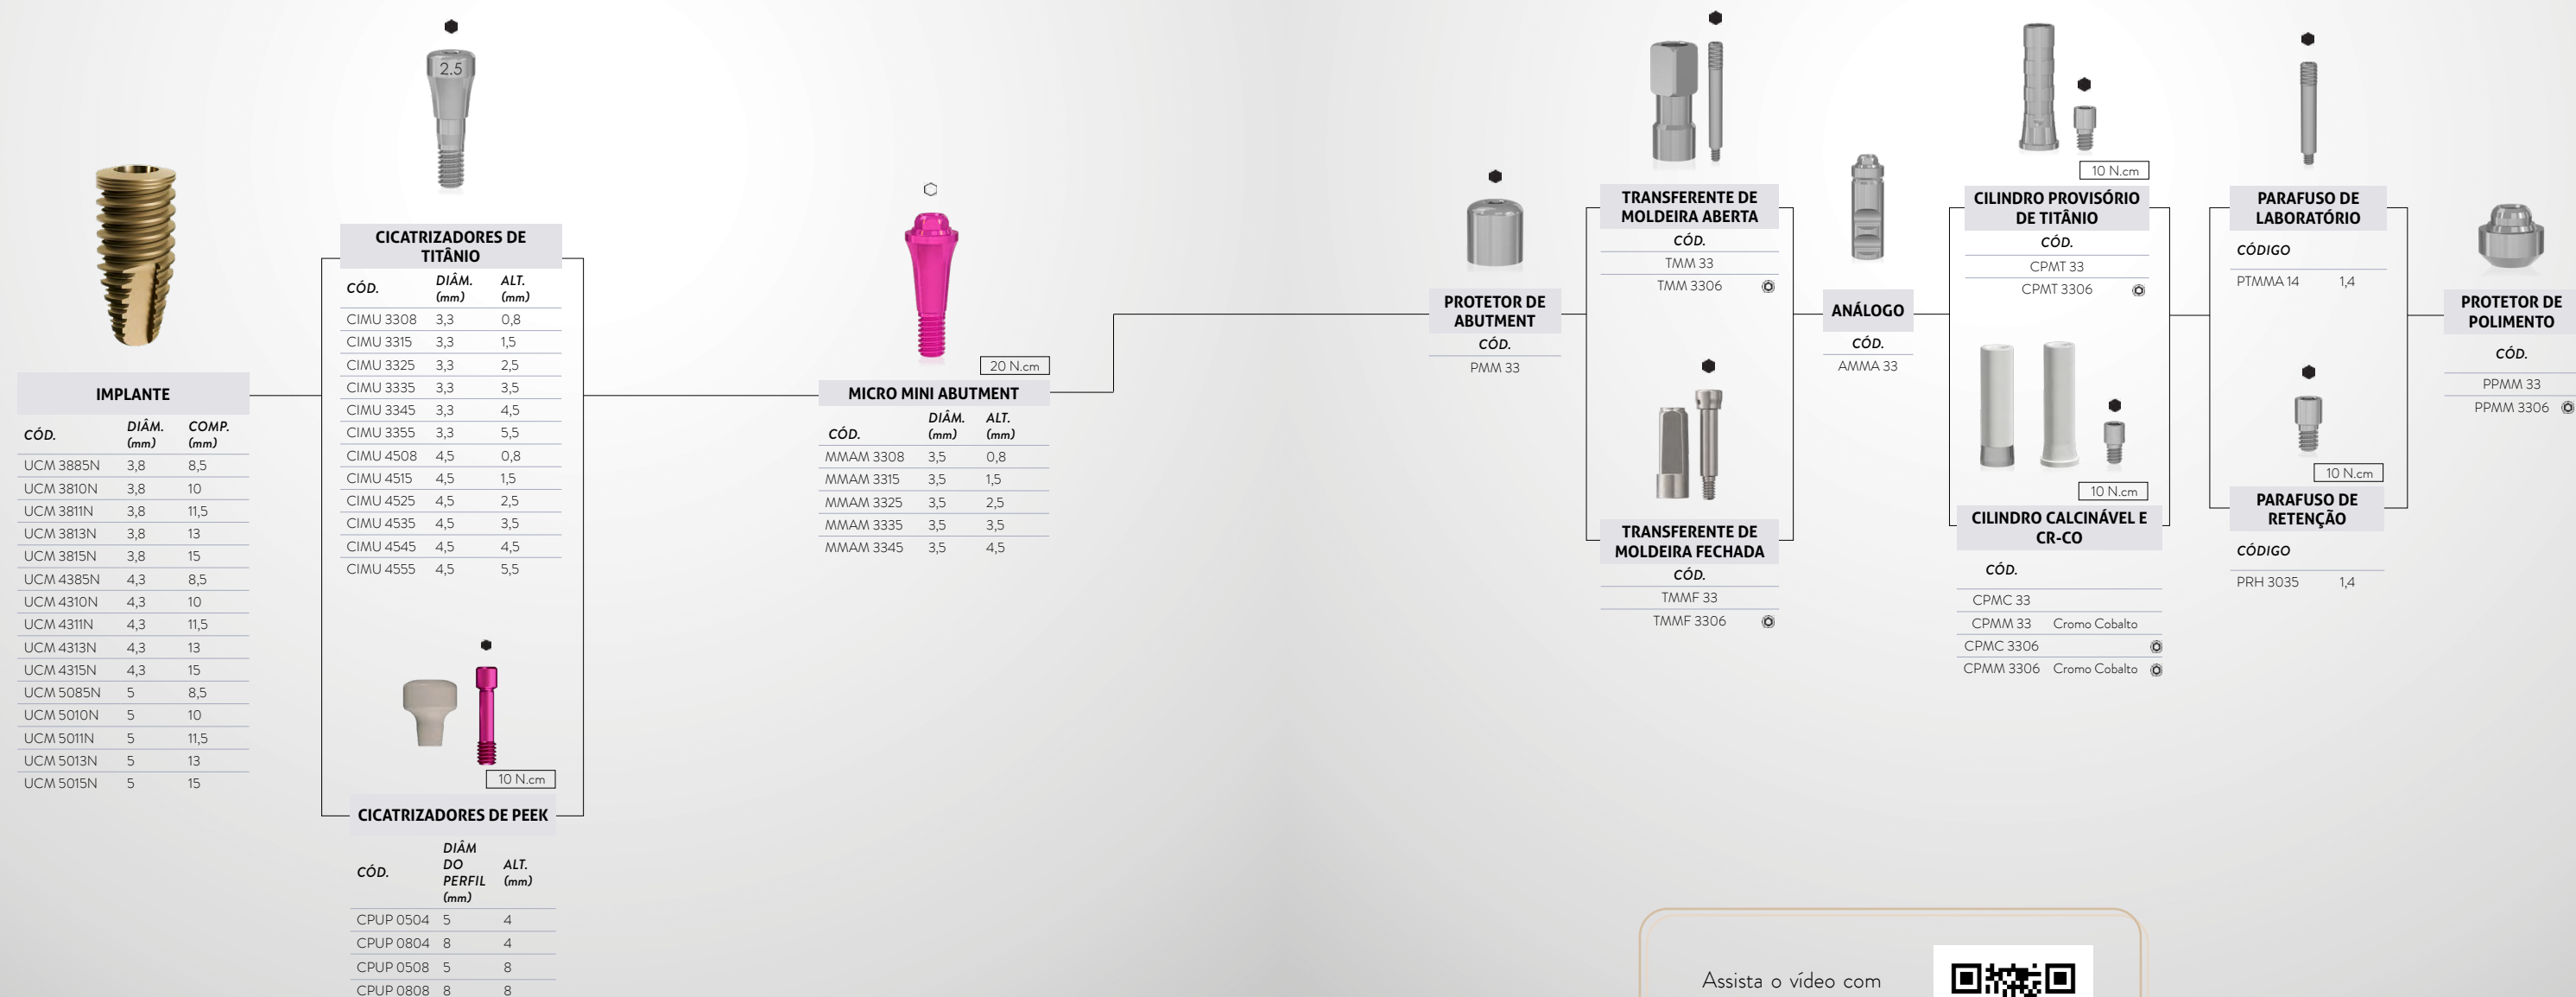 2.5
IMPLANTE
CÓD. DIÂM. (mm) COMP. (mm)
UCM 3885N 3,8 8,5
UCM 3810N 3,8 10
UCM 3811N 3,8 11,5
UCM 3813N 3,8 13
UCM 3815N 3,8 15
UCM 4385N 4,3 8,5
UCM 4310N 4,3 10
UCM 4311N 4,3 11,5
UCM 4313N 4,3 13
UCM 4315N 4,3 15
UCM 5085N 5 8,5
UCM 5010N 5 10
UCM 5011N 5 11,5
UCM 5013N 5 13
UCM 5015N 5 15
CICATRIZADORES DE
TITÂNIO
CÓD. DIÂM. (mm) ALT. (mm)
CIMU 3308 3,3 0,8
CIMU 3315 3,3 1,5
CIMU 3325 3,3 2,5
CIMU 3335 3,3 3,5
CIMU 3345 3,3 4,5
CIMU 3355 3,3 5,5
CIMU 4508 4,5 0,8
CIMU 4515 4,5 1,5
CIMU 4525 4,5 2,5
CIMU 4535 4,5 3,5
CIMU 4545 4,5 4,5
CIMU 4555 4,5 5,5
10 N.cm
CICATRIZADORES DE PEEK
CÓD. DIÂM DO PERFIL (mm) ALT. (mm)
CPUP 0504 5 4
CPUP 0804 8 4
CPUP 0508 5 8
CPUP 0808 8 8
20 N.cm
MICRO MINI ABUTMENT
CÓD. DIÂM. (mm) ALT. (mm)
MMAM 3308 3,5 0,8
MMAM 3315 3,5 1,5
MMAM 3325 3,5 2,5
MMAM 3335 3,5 3,5
MMAM 3345 3,5 4,5
PROTETOR DE
ABUTMENT
CÓD.
PMM 33
TRANSFERENTE DE
MOLDEIRA ABERTA
CÓD.
TMM 33
TMM 3306
TRANSFERENTE DE
MOLDEIRA FECHADA
CÓD.
TMMF 33
TMMF 3306
ANÁLOGO
CÓD.
AMMA 33
10 N.cm
CILINDRO PROVISÓRIO
DE TITÂNIO
CÓD.
CPMT 33
CPMT 3306
10 N.cm
CILINDRO CALCINÁVEL E
CR-CO
CÓD.
CPMC 33
CPMM 33 Cromo Cobalto
CPMC 3306
CPMM 3306 Cromo Cobalto
PARAFUSO DE
LABORATÓRIO
CÓDIGO
PTMMA 14 1,4
10 N.cm
PARAFUSO DE
RETENÇÃO
CÓDIGO
PRH 3035 1,4
PROTETOR DE
POLIMENTO
CÓD.
PPMM 33
PPMM 3306
Assista o vídeo com